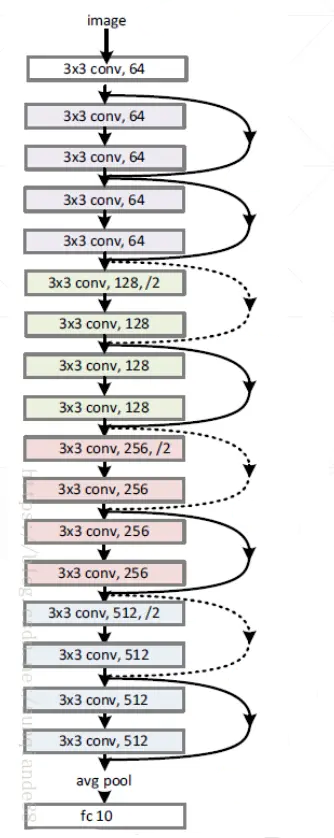 image
3x3 conv, 64
3x3 conv, 64
3x3 conv, 64
3x3 conv, 64
3x3 conv, 64
3x3 conv, 128, /2
3x3 conv, 128
3x3 conv, 128
3x3 conv, 128
3x3 conv, 256, /2
3x3 conv, 256
3x3 conv, 256
3x3 conv, 256
3x3 conv, 512, /2
3x3 conv, 512
3x3 conv, 512
3x3 conv, 512
avg pool
fc 10